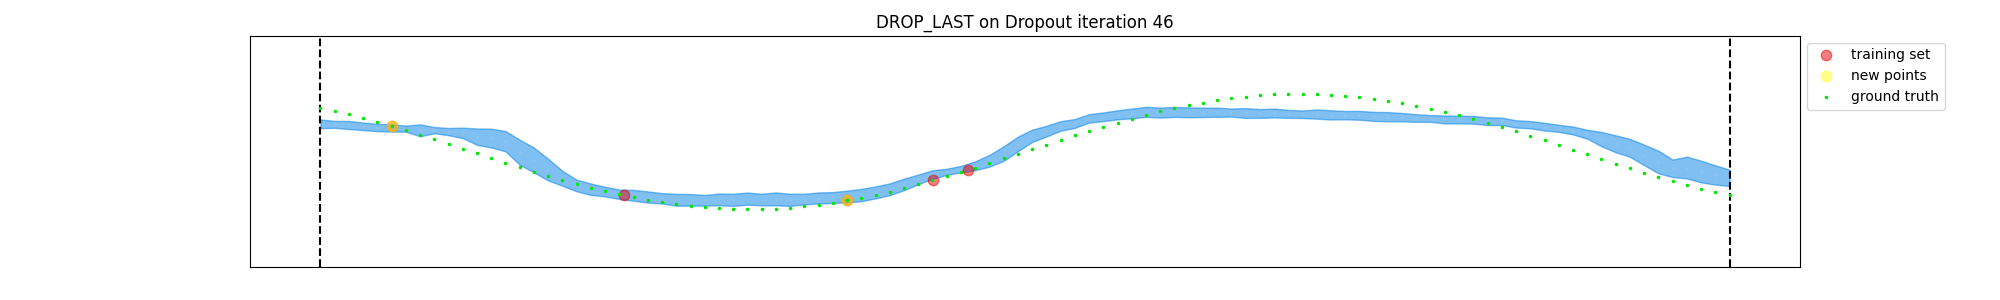 DROP_LAST on Dropout iteration 46
training set
new points
ground truth